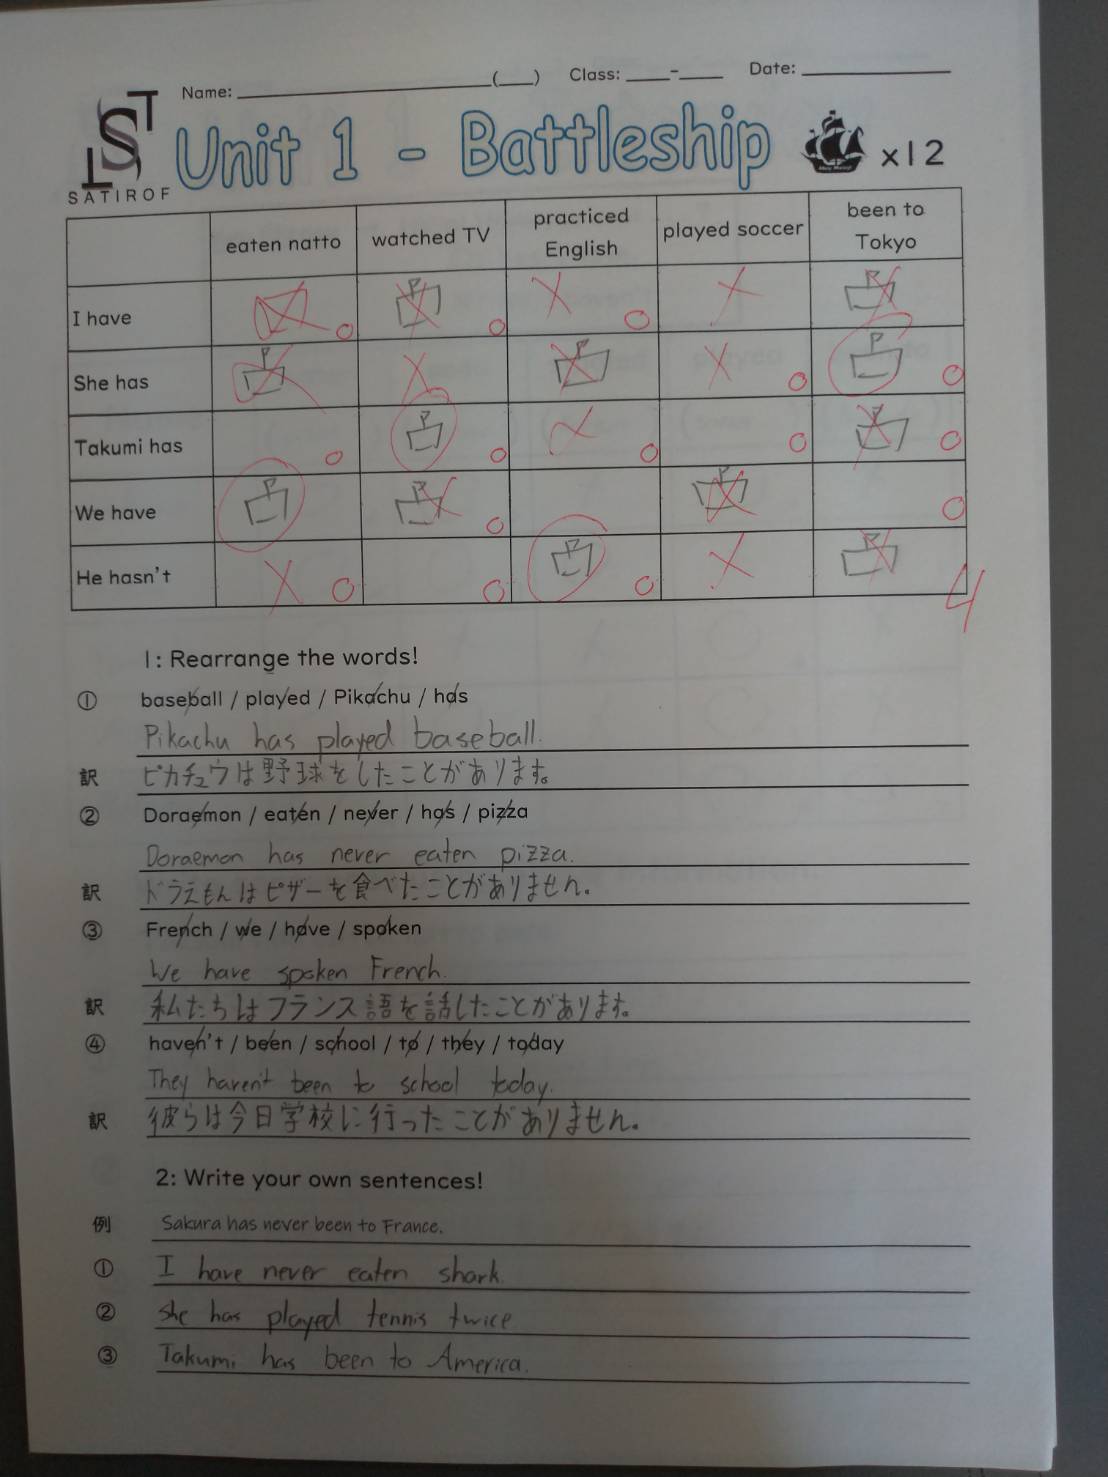 Name: ____________(___) Class: ____-____ Date: ____________
ST
L
SATIROF
Unit 1 - Battleship x12
eaten natto watched TV practiced English played soccer been to Tokyo
I have
She has
Takumi has
We have
He hasn't
4
1: Rearrange the words!
① baseball / played / Pikachu / has
Pikachu has played baseball.
訳 ピカチュウは野球をしたことがあります。
② Doraemon / eaten / never / has / pizza
Doraemon has never eaten pizza.
訳 ドラえもんはピザーを食べたことがありません。
③ French / we / have / spoken
We have spoken French.
訳 私たちはフランス語を話したことがあります。
④ haven't / been / school / to / they / today
They haven't been to school today.
訳 彼らは今日学校に行ったことがありません。
2: Write your own sentences!
例 Sakura has never been to France.
① I have never eaten shark.
② she has played tennis twice
③ Takumi has been to America.